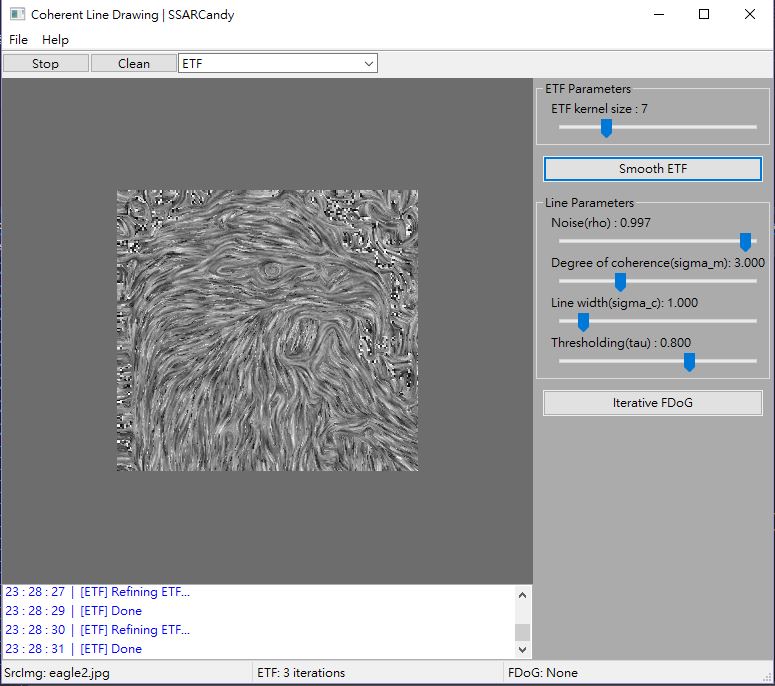 Coherent Line Drawing | SSARCandy
File Help
Stop Clean ETF
ETF Parameters
ETF kernel size : 7
Smooth ETF
Line Parameters
Noise(rho) : 0.997
Degree of coherence(sigma_m): 3.000
Line width(sigma_c): 1.000
Thresholding(tau) : 0.800
Iterative FDoG
23 : 28 : 27 | [ETF] Refining ETF...
23 : 28 : 29 | [ETF] Done
23 : 28 : 30 | [ETF] Refining ETF...
23 : 28 : 31 | [ETF] Done
SrcImg: eagle2.jpg ETF: 3 iterations FDoG: None